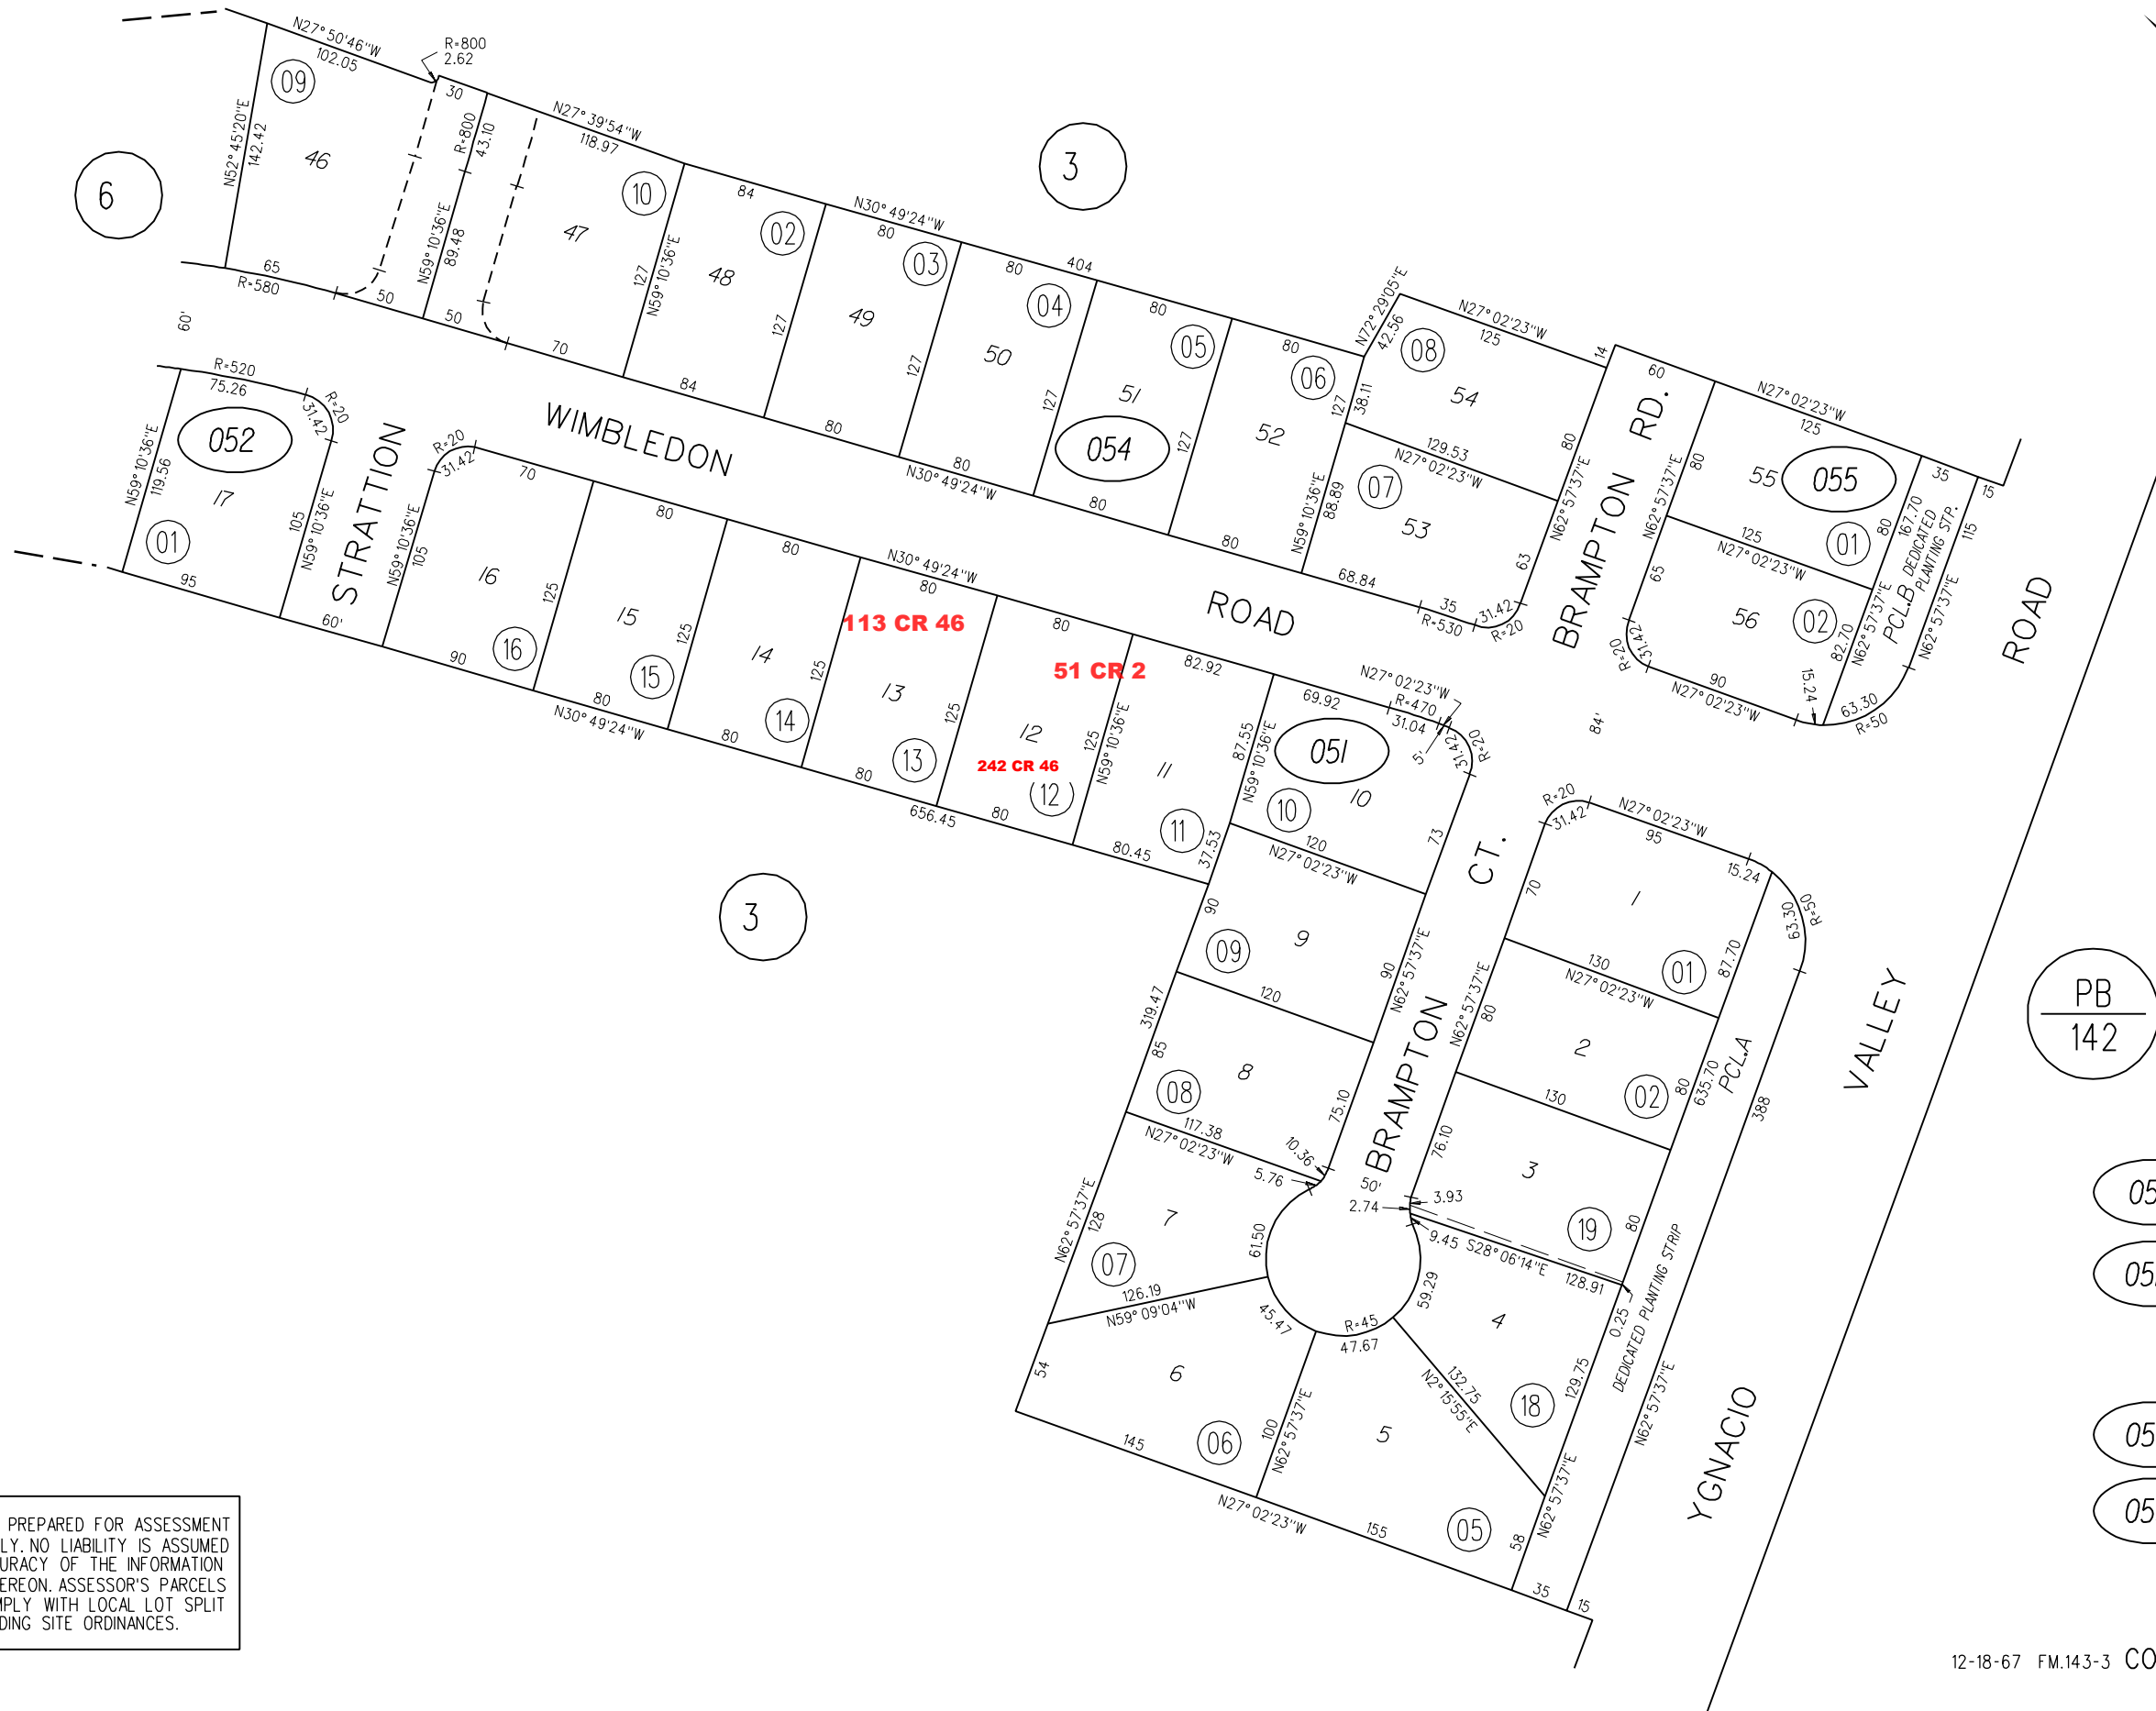 N27°50'46"W
102.05
R=800
2.62
09
46
N52°45'20"E
142.42
6
65
R=580
30
R=800
43.10
N59°10'36"E
89.48
50
50
N27°39'54"W
118.97
10
47
70
127
N59°10'36"E
84
02
48
84
127
N30°49'24"W
80
03
49
80
127
3
80
404
04
50
80
N30°49'24"W
127
80
05
51
054
80
127
80
06
52
80
127
38.11
N59°10'36"E
88.89
N72°29'05"E
42.56
N27°02'23"W
125
08
54
14
80
129.53
N27°02'23"W
07
53
N62°57'37"E
63
68.84
35
R=530
31.42
R=20
60
BRAMPTON RD.
N27°02'23"W
125
55
055
01
80
N62°57'37"E
125
N27°02'23"W
65
56
02
R=20
31.42
90
N27°02'23"W
15.24
63.30
R=50
35
15
80
167.70
82.70
N62°57'37"E
PCL.B DEDICATED
PLANTING STP.
115
N62°57'37"E
60'
R=520
75.26
31.42
R=20
052
17
01
N59°10'36"E
119.56
95
105
N59°10'36"E
STRATTION
60'
WIMBLEDON
ROAD
R=20
31.42
70
N59°10'36"E
105
16
16
90
125
80
15
15
80
N30°49'24"W
125
80
14
14
80
125
N30°49'24"W
80
113 CR 46
13
13
80
656.45
125
80
51 CR 2
12
242 CR 46
12
80
125
N59°10'36"E
82.92
11
11
80.45
87.55
N59°10'36"E
37.53
69.92
N27°02'23"W
R=470
31.04
5'
31.42
R=20
051
10
10
73
120
N27°02'23"W
84'
3
90
09
9
90
N62°57'37"E
120
319.47
85
08
8
75.10
117.38
N27°02'23"W
10.36
5.76
BRAMPTON CT.
50'
N62°57'37"E
128
7
07
61.50
126.19
N59°09'04"W
54
6
06
45.47
145
100
N62°57'37"E
N27°02'23"W
R=45
47.67
59.29
5
05
155
132.75
N2°15'55"E
58
R=20
31.42
N27°02'23"W
95
15.24
63.30
R=50
70
1
01
87.70
130
N27°02'23"W
N62°57'37"E
80
2
02
80
635.70
PCL.A
130
76.10
3
19
80
3.93
2.74
9.45
S28°06'14"E
128.91
0.25
4
18
129.75
N62°57'37"E
DEDICATED PLANTING STRIP
388
N62°57'37"E
35
15
YGNACIO
VALLEY
ROAD
PB
142
05
05
05
05
PREPARED FOR ASSESSMENT
LY. NO LIABILITY IS ASSUMED
URACY OF THE INFORMATION
EREON. ASSESSOR'S PARCELS
MPLY WITH LOCAL LOT SPLIT
DING SITE ORDINANCES.
12-18-67 FM.143-3 CO